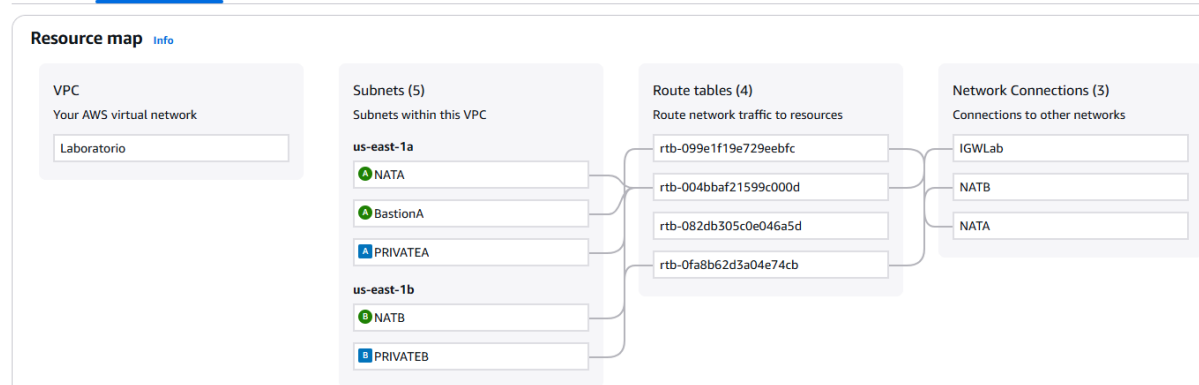 Resource map Info
VPC
Your AWS virtual network
Laboratorio
Subnets (5)
Subnets within this VPC
us-east-1a
A NATA
A BastionA
A PRIVATEA
us-east-1b
B NATB
B PRIVATEB
Route tables (4)
Route network traffic to resources
rtb-099e1f19e729eebfc
rtb-004bbaf21599c000d
rtb-082db305c0e046a5d
rtb-0fa8b62d3a04e74cb
Network Connections (3)
Connections to other networks
IGWLab
NATB
NATA